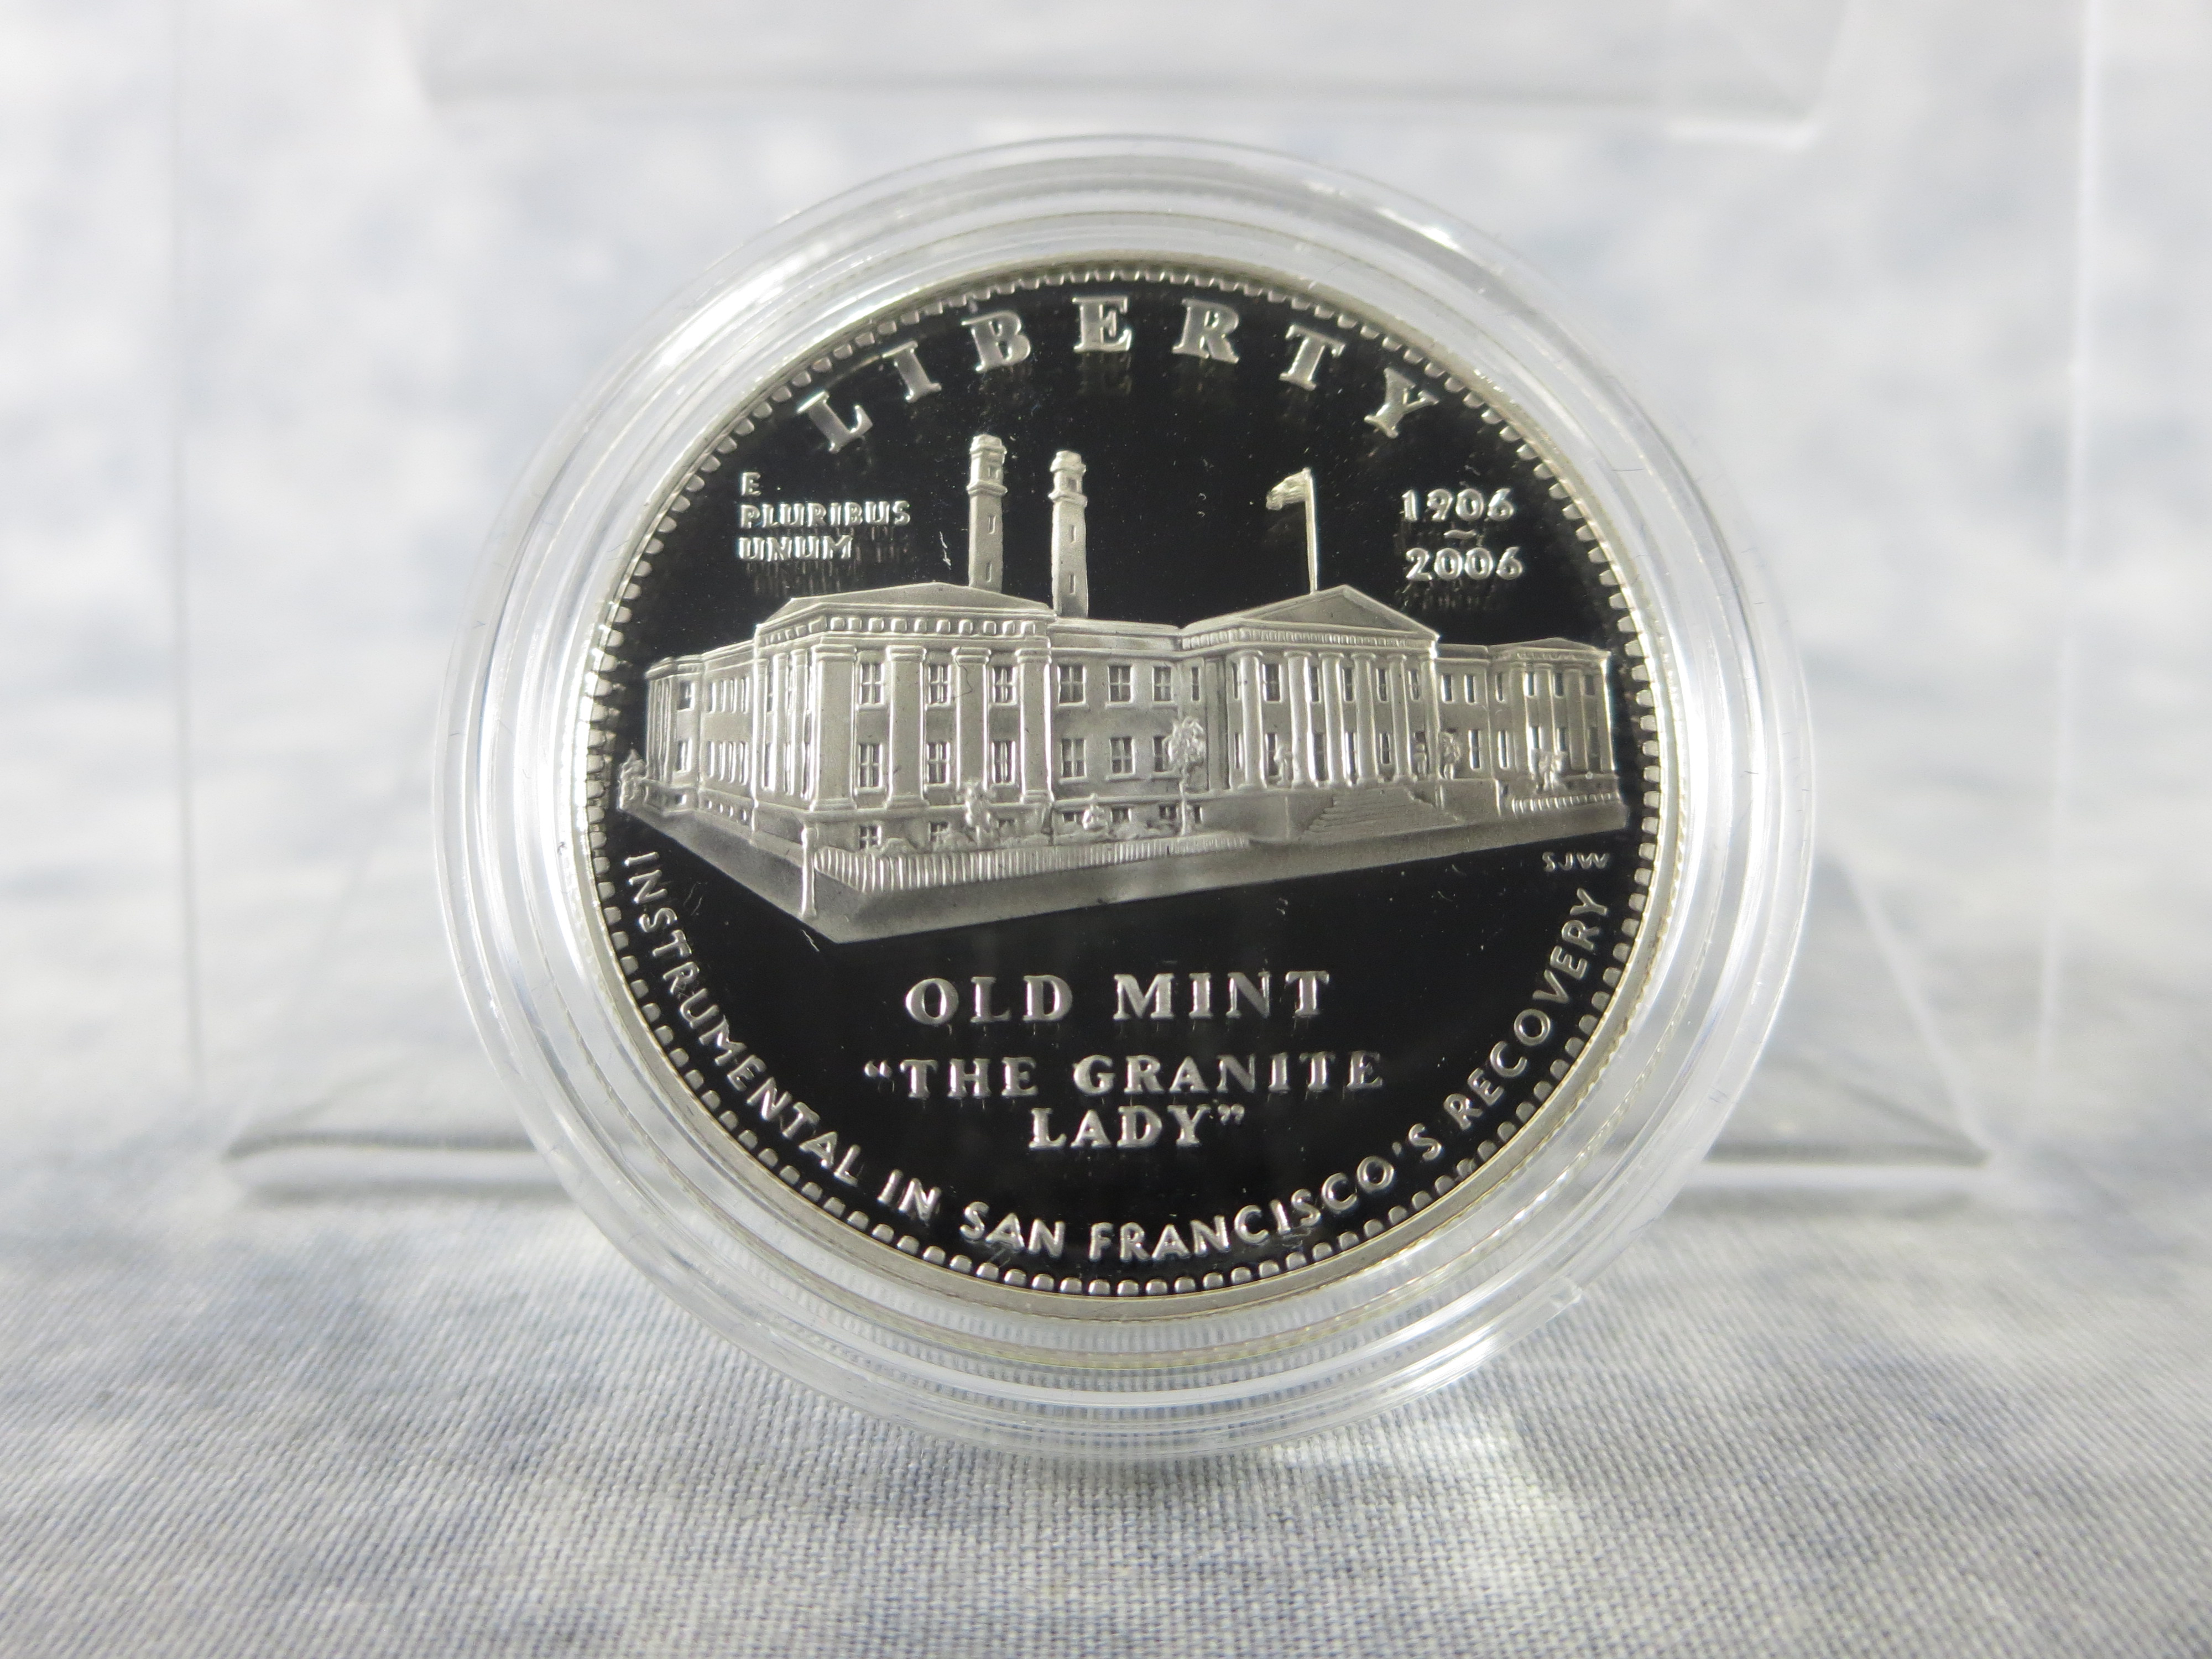 LIBERTY
E
PLURIBUS
UNUM
1906
~
2006
SJW
OLD MINT
“THE GRANITE
LADY”
INSTRUMENTAL IN SAN FRANCISCO'S RECOVERY